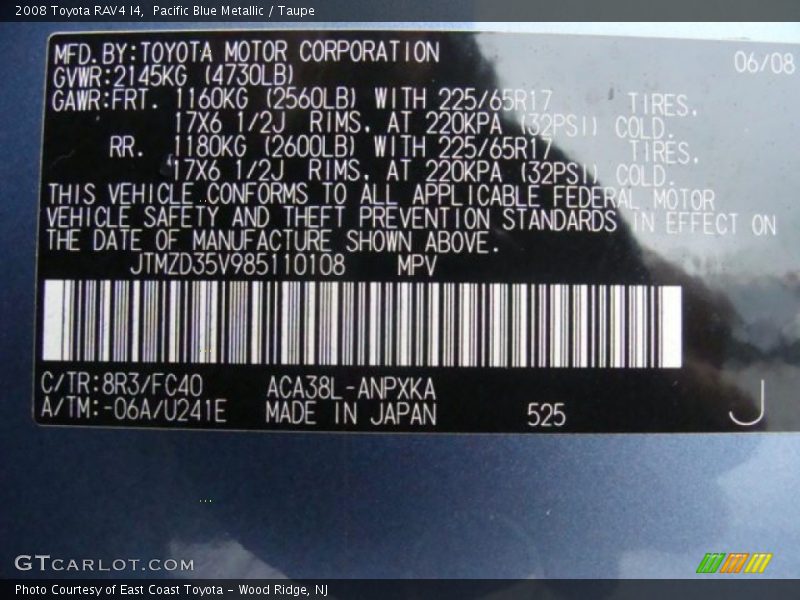 2008 Toyota RAV4 I4, Pacific Blue Metallic / Taupe
MFD.BY:TOYOTA MOTOR CORPORATION 06/08
GVWR:2145KG (4730LB)
GAWR:FRT. 1160KG (2560LB) WITH 225/65R17 TIRES,
17X6 1/2J RIMS, AT 220KPA (32PSI) COLD.
RR. 1180KG (2600LB) WITH 225/65R17 TIRES,
17X6 1/2J RIMS, AT 220KPA (32PSI) COLD.
THIS VEHICLE CONFORMS TO ALL APPLICABLE FEDERAL MOTOR
VEHICLE SAFETY AND THEFT PREVENTION STANDARDS IN EFFECT ON
THE DATE OF MANUFACTURE SHOWN ABOVE.
JTMZD35V985110108 MPV
C/TR:8R3/FC40 ACA38L-ANPXKA
A/TM:-06A/U241E MADE IN JAPAN 525 J
GTCARLOT.COM
Photo Courtesy of East Coast Toyota - Wood Ridge, NJ